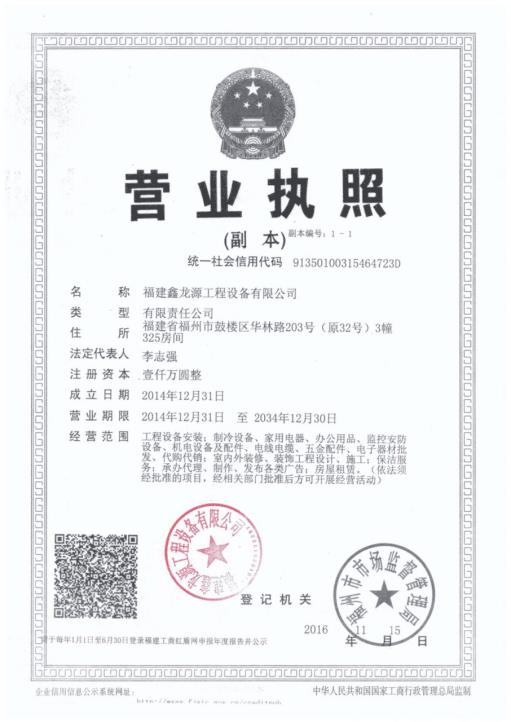 营业执照
(副 本) 副本编号：1－1
统一社会信用代码 91350100315464723D
名 称 福建鑫龙源工程设备有限公司
类 型 有限责任公司
住 所 福建省福州市鼓楼区华林路203号（原32号）3幢
325房间
法定代表人 李志强
注册资本 壹仟万圆整
成立日期 2014年12月31日
营业期限 2014年12月31日 至 2034年12月30日
经营范围 工程设备安装；制冷设备、家用电器、办公用品、监控安防
设备、机电设备及配件、电线电缆、五金配件、电子器材批
发、代购代销；室内外装修、装饰工程设计、施工；保洁服
务；承办代理、制作、发布各类广告；房屋租赁。（依法须
经批准的项目，经相关部门批准后方可开展经营活动）
福建鑫龙源工程设备有限公司
登记机关
福州市市场监督管理局
2016 年 11 月 15 日
于每年1月1日至6月30日登录福建工商红盾网申报年度报告并公示
企业信用信息公示系统网址：
中华人民共和国国家工商行政管理总局监制